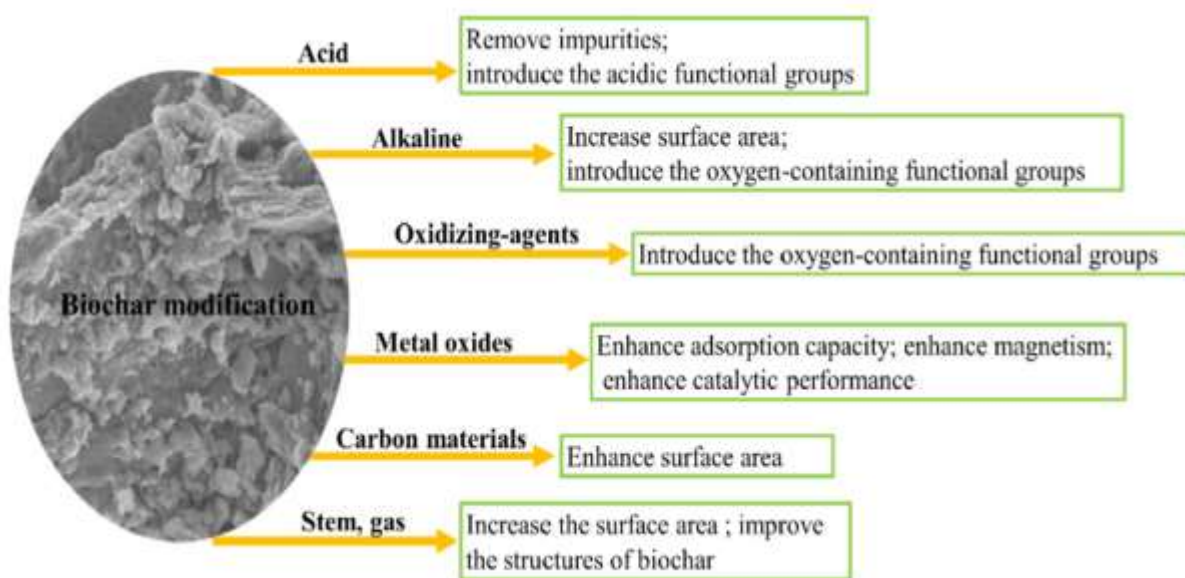 Acid
Remove impurities;
introduce the acidic functional groups
Alkaline
Increase surface area;
introduce the oxygen-containing functional groups
Oxidizing-agents
Introduce the oxygen-containing functional groups
Biochar modification
Metal oxides
Enhance adsorption capacity; enhance magnetism;
enhance catalytic performance
Carbon materials
Enhance surface area
Stem, gas
Increase the surface area ; improve
the structures of biochar